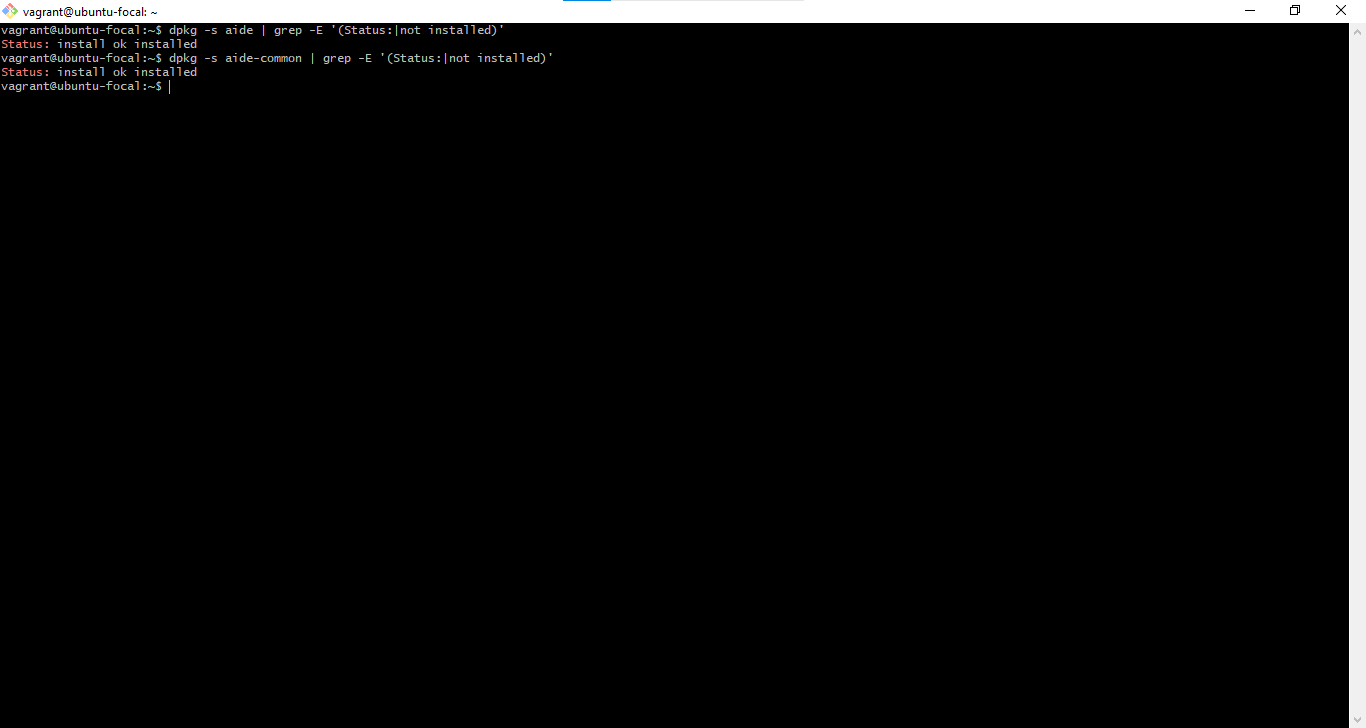 vagrant@ubuntu-focal: ~
vagrant@ubuntu-focal:~$ dpkg -s aide | grep -E '(Status:|not installed)'
Status: install ok installed
vagrant@ubuntu-focal:~$ dpkg -s aide-common | grep -E '(Status:|not installed)'
Status: install ok installed
vagrant@ubuntu-focal:~$